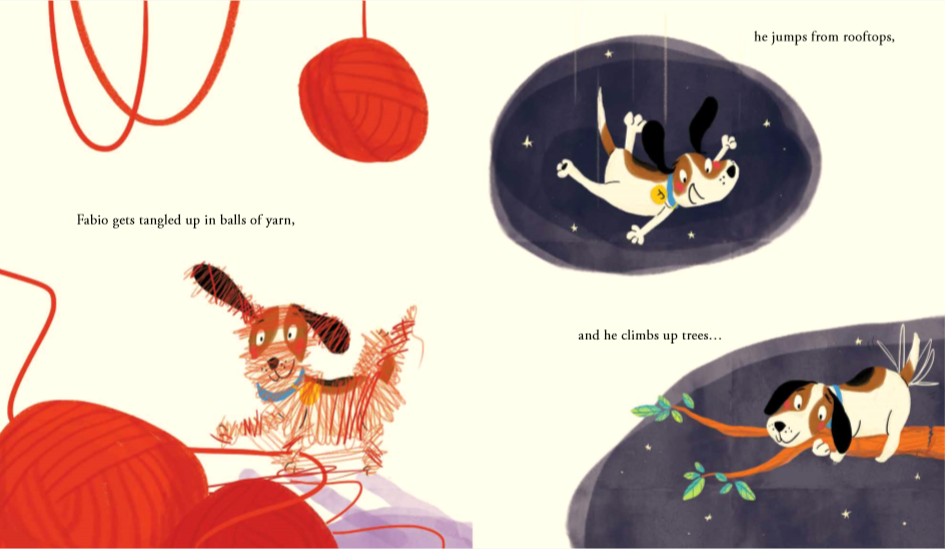 Fabio gets tangled up in balls of yarn,
he jumps from rooftops,
and he climbs up trees...